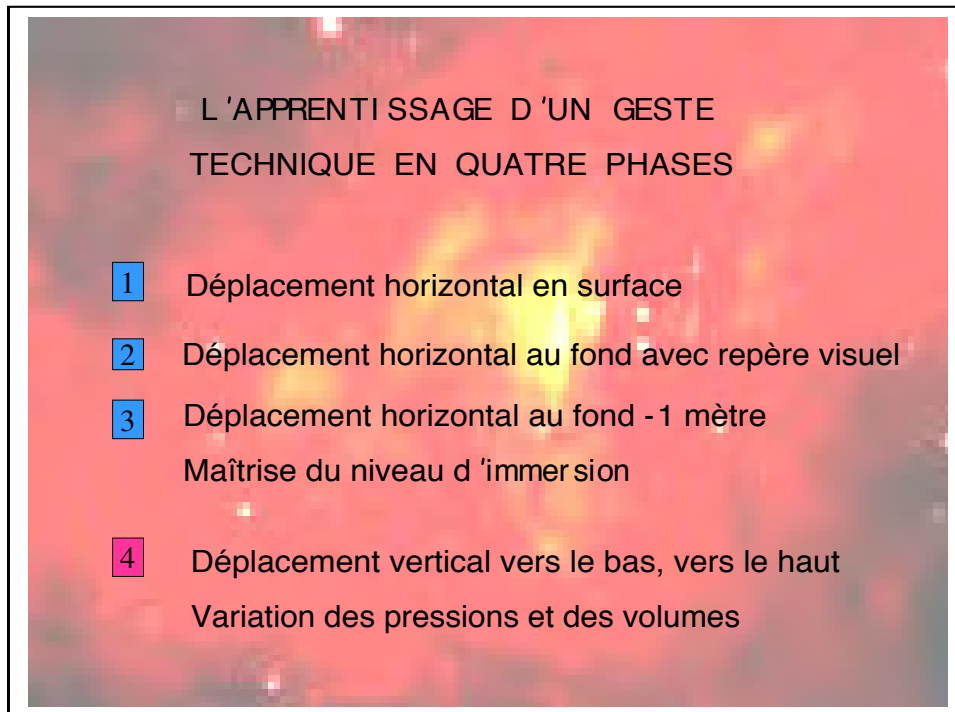 L 'APPRENTISSAGE D 'UN GESTE
TECHNIQUE EN QUATRE PHASES
1 Déplacement horizontal en surface
2 Déplacement horizontal au fond avec repère visuel
3 Déplacement horizontal au fond -1 mètre
Maîtrise du niveau d 'immersion
4 Déplacement vertical vers le bas, vers le haut
Variation des pressions et des volumes